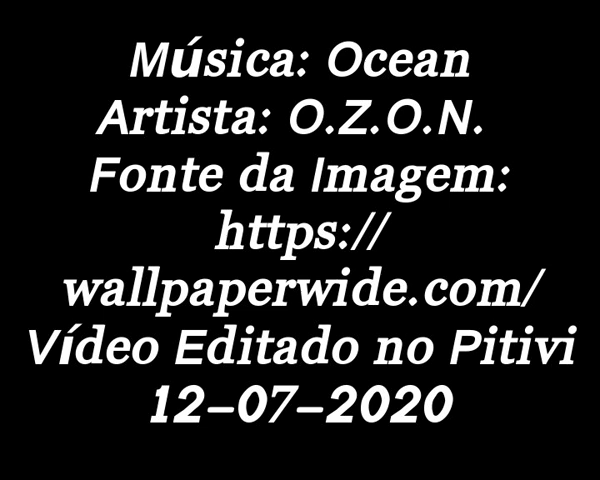 Música: Ocean
Artista: O.Z.O.N.
Fonte da Imagem:
https://
wallpaperwide.com/
Vídeo Editado no Pitivi
12-07-2020